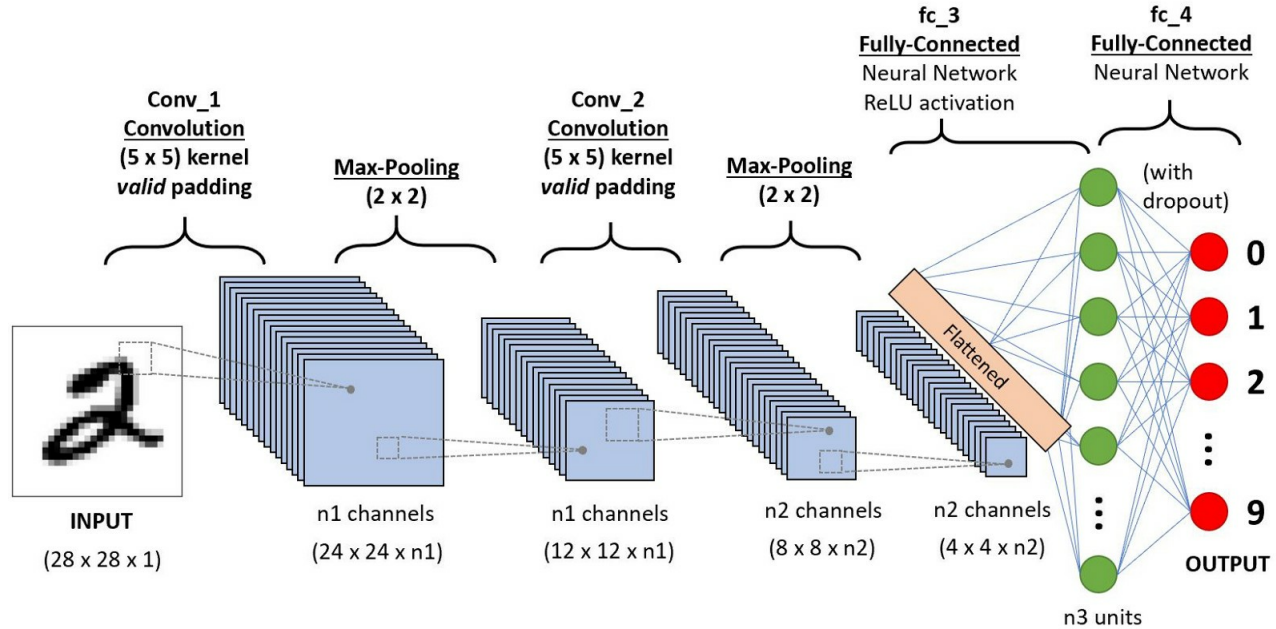 Conv_1
Convolution
(5 x 5) kernel
valid padding
Max-Pooling
(2 x 2)
Conv_2
Convolution
(5 x 5) kernel
valid padding
Max-Pooling
(2 x 2)
fc_3
Fully-Connected
Neural Network
ReLU activation
fc_4
Fully-Connected
Neural Network
(with
dropout)
Flattened
0
1
2
9
OUTPUT
2
INPUT
(28 x 28 x 1)
n1 channels
(24 x 24 x n1)
n1 channels
(12 x 12 x n1)
n2 channels
(8 x 8 x n2)
n2 channels
(4 x 4 x n2)
n3 units